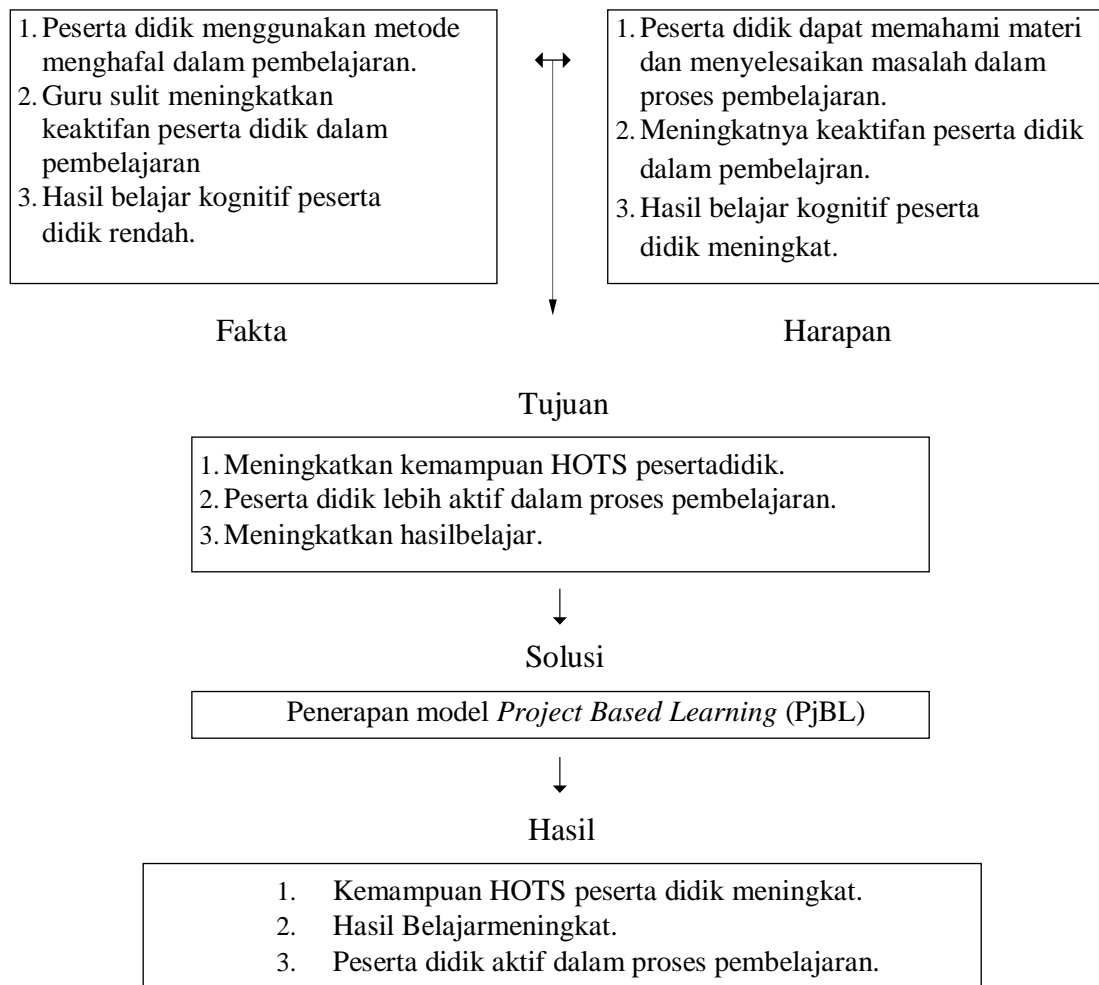 1. Peserta didik menggunakan metode
menghafal dalam pembelajaran.
2. Guru sulit meningkatkan
keaktifan peserta didik dalam
pembelajaran
3. Hasil belajar kognitif peserta
didik rendah.
1. Peserta didik dapat memahami materi
dan menyelesaikan masalah dalam
proses pembelajaran.
2. Meningkatnya keaktifan peserta didik
dalam pembelajran.
3. Hasil belajar kognitif peserta
didik meningkat.
Fakta
Harapan
Tujuan
1. Meningkatkan kemampuan HOTS pesertadidik.
2. Peserta didik lebih aktif dalam proses pembelajaran.
3. Meningkatkan hasilbelajar.
Solusi
Penerapan model Project Based Learning (PjBL)
Hasil
1. Kemampuan HOTS peserta didik meningkat.
2. Hasil Belajarmeningkat.
3. Peserta didik aktif dalam proses pembelajaran.